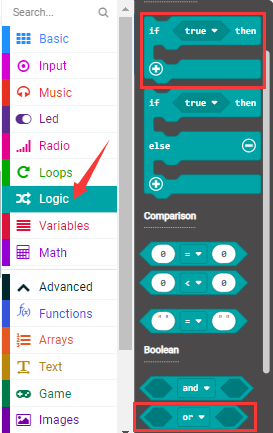 Search...
Basic
Input
Music
Led
Radio
Loops
Logic
Variables
Math
Advanced
Functions
Arrays
Text
Game
Images
if true then
if true then
else
Comparison
0 = 0
0 < 0
" " = " "
Boolean
and
or